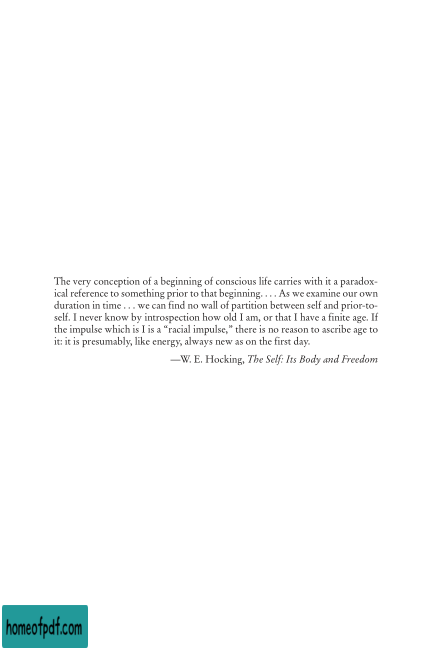 The very conception of a beginning of conscious life carries with it a paradox-
ical reference to something prior to that beginning. . . . As we examine our own
duration in time . . . we can find no wall of partition between self and prior-to-
self. I never know by introspection how old I am, or that I have a finite age. If
the impulse which is I is a “racial impulse,” there is no reason to ascribe age to
it: it is presumably, like energy, always new as on the first day.
—W. E. Hocking, The Self: Its Body and Freedom
homeofpdf.com